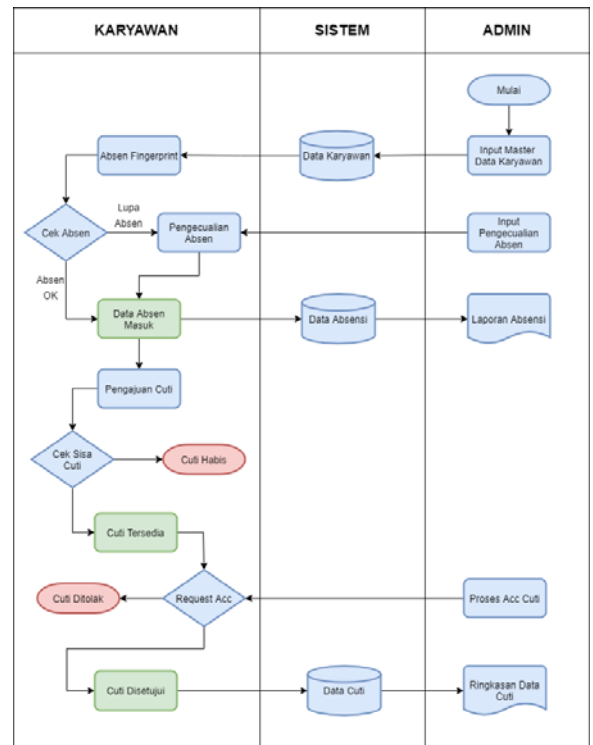 KARYAWAN
SISTEM
ADMIN
Mulai
Absen Fingerprint
Data Karyawan
Input Master
Data Karyawan
Cek Absen
Lupa
Absen
Pengecualian
Absen
Input
Pengecualian
Absen
Absen
OK
Data Absen
Masuk
Data Absensi
Laporan Absensi
Pengajuan Cuti
Cek Sisa
Cuti
Cuti Habis
Cuti Tersedia
Cuti Ditolak
Request Acc
Proses Acc Cuti
Cuti Disetujui
Data Cuti
Ringkasan Data
Cuti